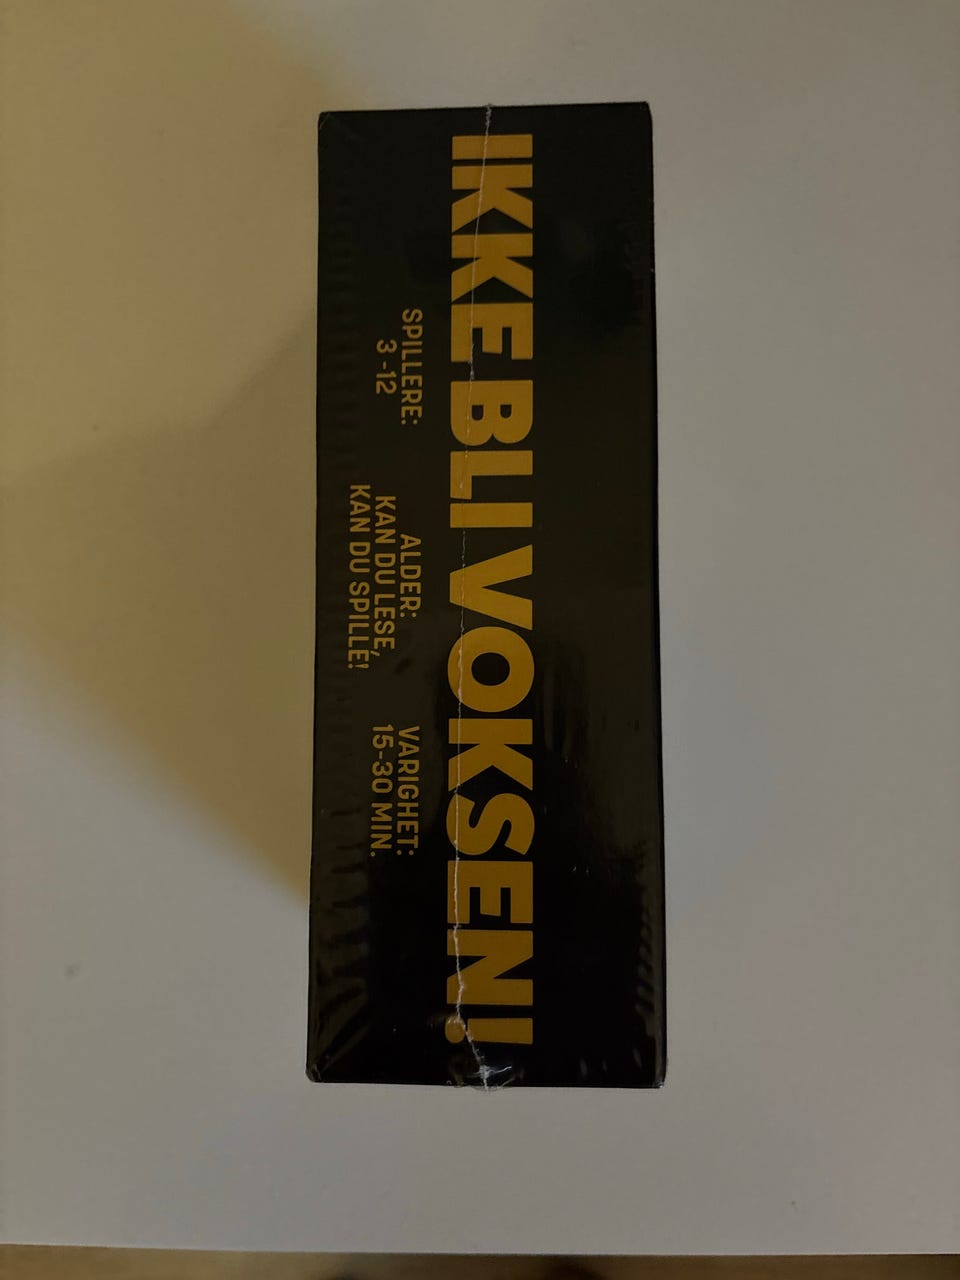 IKKE BLI VOKSEN!
SPILLERE:
3-12
ALDER:
KAN DU LESE,
KAN DU SPILLE!
VARIGHET:
15-30 MIN.